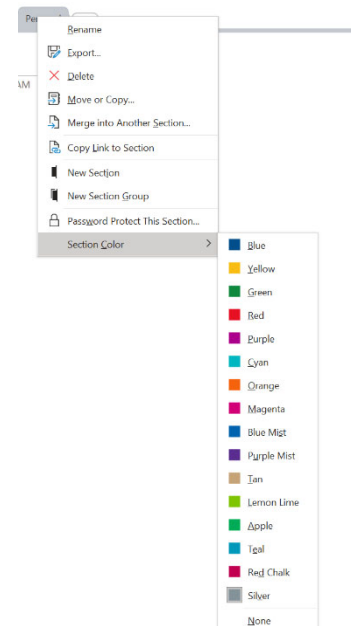 Rename
Export...
Delete
AM
Move or Copy...
Merge into Another Section...
Copy Link to Section
New Section
New Section Group
Password Protect This Section...
Section Color
Blue
Yellow
Green
Red
Purple
Cyan
Orange
Magenta
Blue Mist
Purple Mist
Tan
Lemon Lime
Apple
Teal
Red Chalk
Silver
None